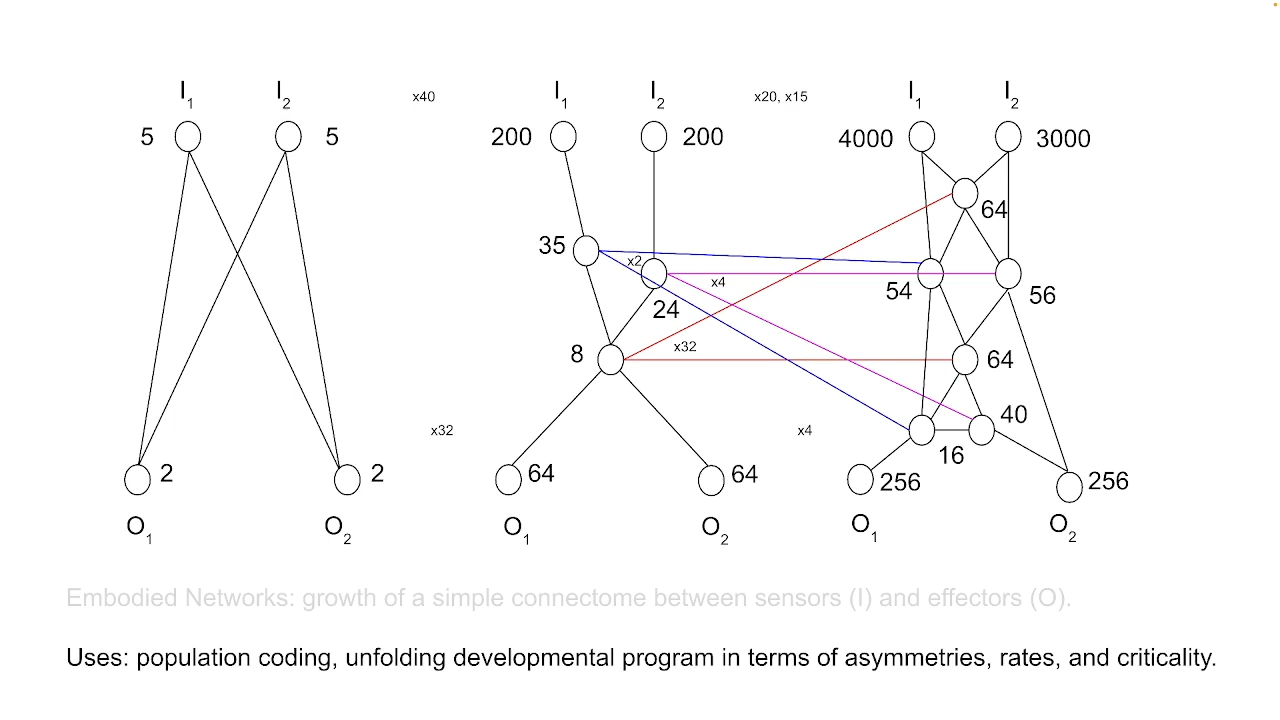 I1 I2 x40 I1 I2 x20, x15 I1 I2
5 5 200 200 4000 3000
64
35 x2
x4
24 54 56
8 x32 64
40
x32 x4 16
2 2 64 64 256 256
O1 O2 O1 O2 O1 O2
Embodied Networks: growth of a simple connectome between sensors (I) and effectors (O).
Uses: population coding, unfolding developmental program in terms of asymmetries, rates, and criticality.